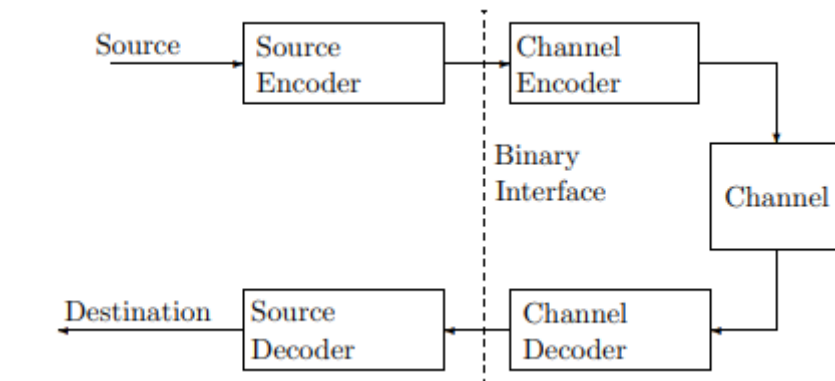 Source
Source
Encoder
Channel
Encoder
Binary
Interface
Channel
Destination
Source
Decoder
Channel
Decoder